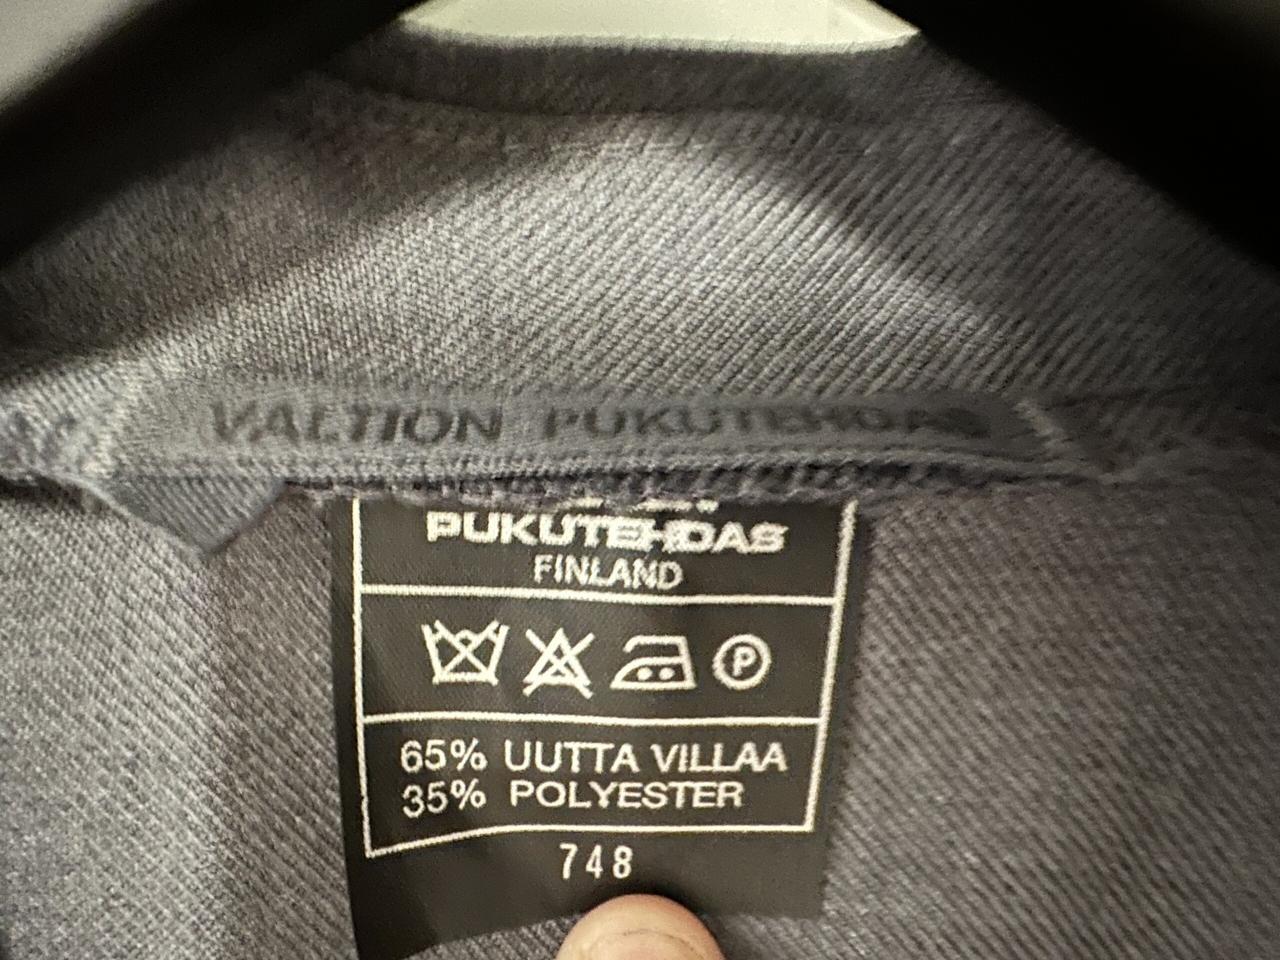 VALTION PUKUTEHDAS
PUKUTEHDAS
FINLAND
P
65% UUTTA VILLAA
35% POLYESTER
748